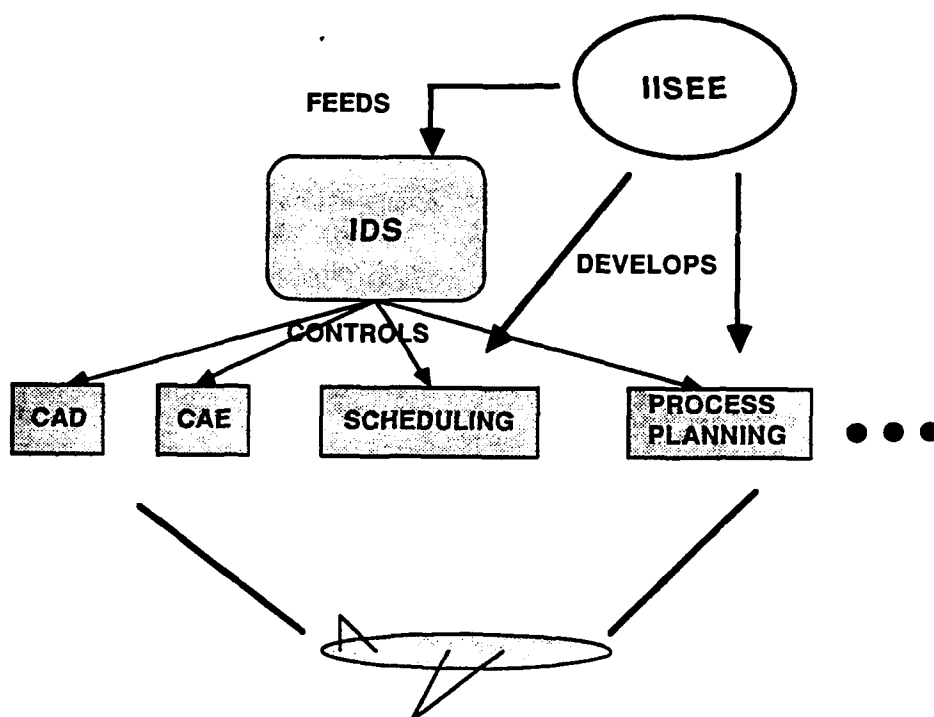 IISEE
FEEDS
IDS
DEVELOPS
CONTROLS
CAD
CAE
SCHEDULING
PROCESS
PLANNING